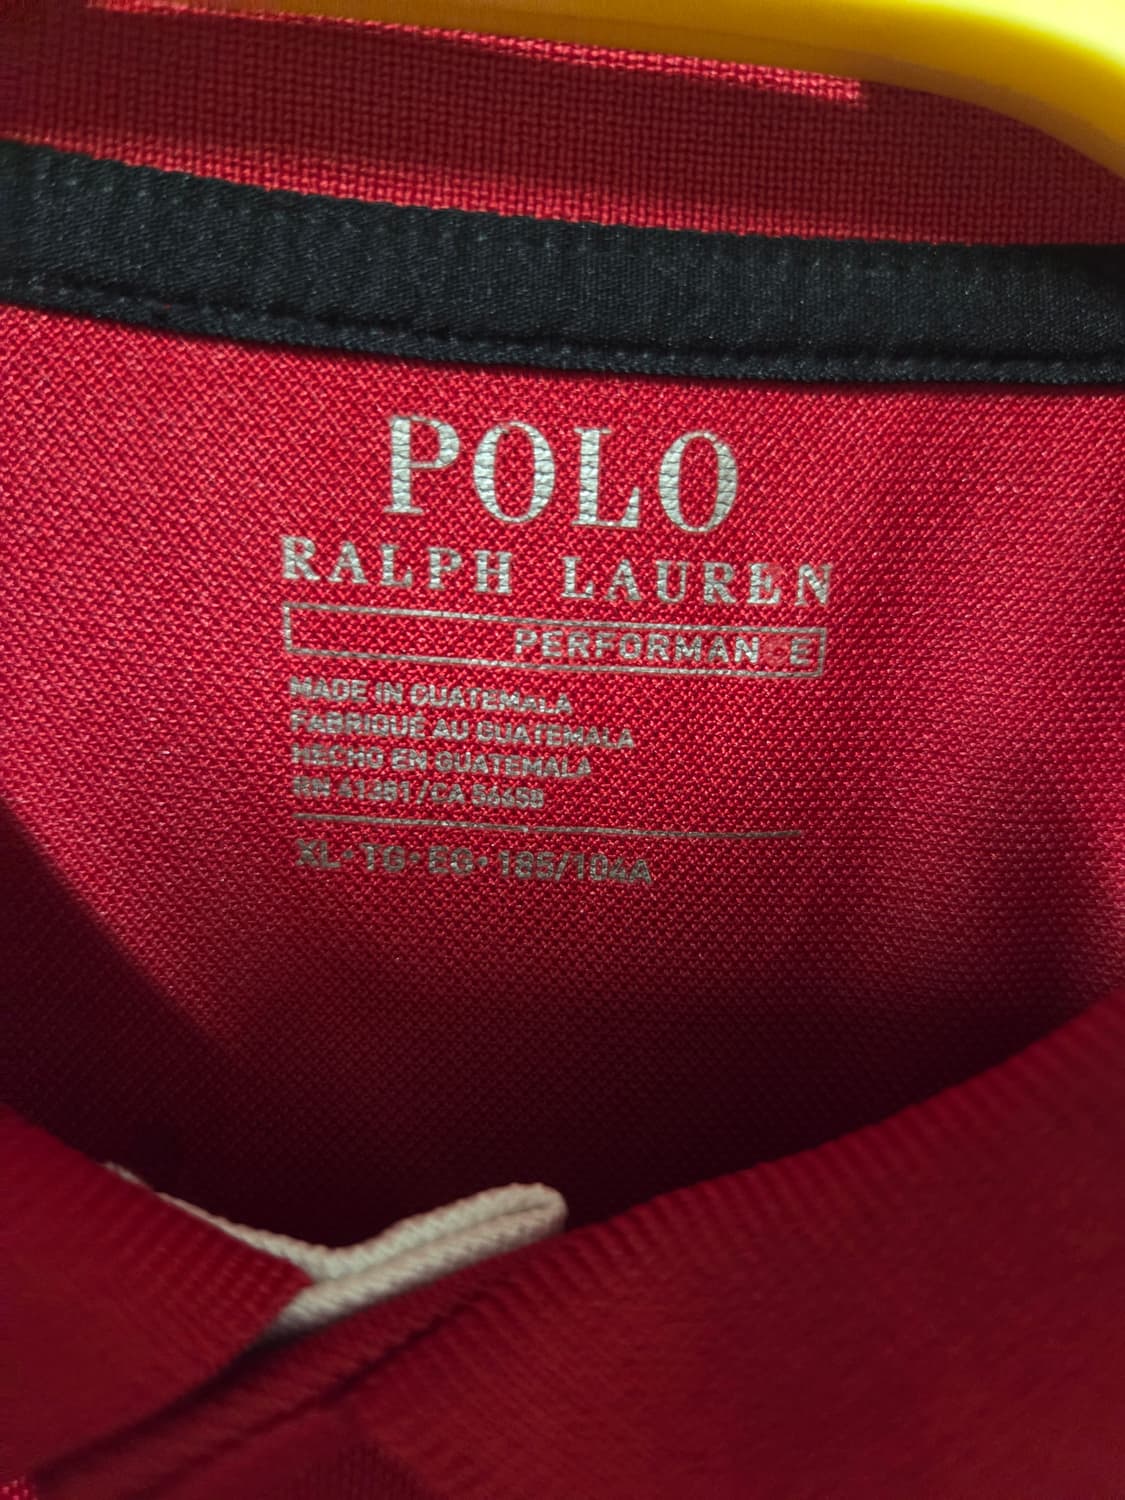 POLO
RALPH LAUREN
PERFORMAN E
MADE IN GUATEMALA
FABRIQUÉ AU GUATEMALA
HECHO EN GUATEMALA
RN 41381/CA 56658
XL• TG• EG• 185/104A